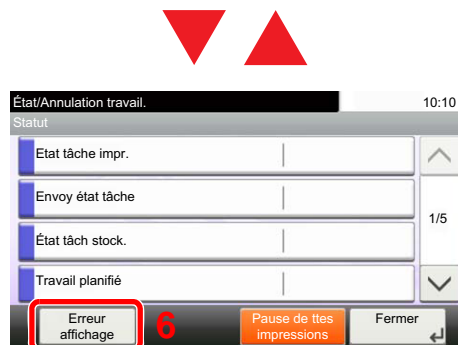 État/Annulation travail.
10:10
Statut
Etat tâche impr.
Envoy état tâche
1/5
État tâch stock.
Travail planifié
Erreur
affichage
6
Pause de ttes
impressions
Fermer